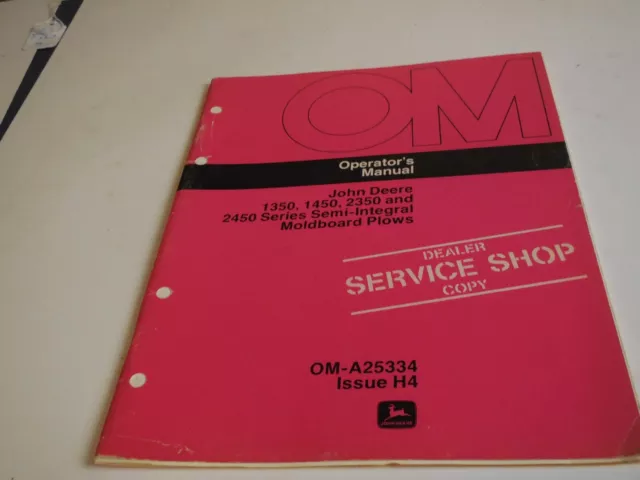 OM
Operator's
Manual
John Deere
1350, 1450, 2350 and
2450 Series Semi-Integral
Moldboard Plows
DEALER
SERVICE SHOP
COPY
OM-A25334
Issue H4
JOHN DEERE